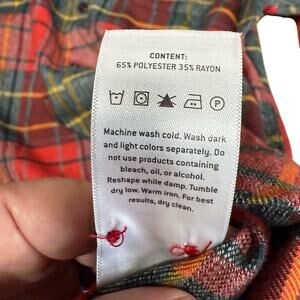 CONTENT:
65% POLYESTER 35% RAYON
P
Machine wash cold. Wash dark
and light colors separately. Do
not use products containing
bleach, oil, or alcohol.
Reshape while damp. Tumble
dry low. Warm iron. For best
results, dry clean.